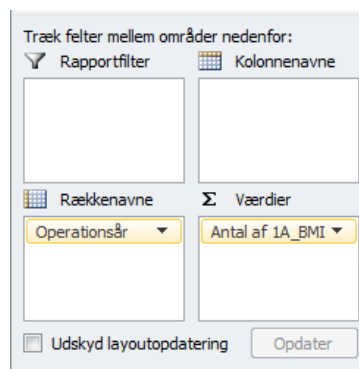 Træk felter mellem områder nedenfor:
Rapportfilter
Kolonnenavne
Rækkenavne
Σ Værdier
Operationsår
Antal af 1A_BMI
Udskyd layoutopdatering
Opdater